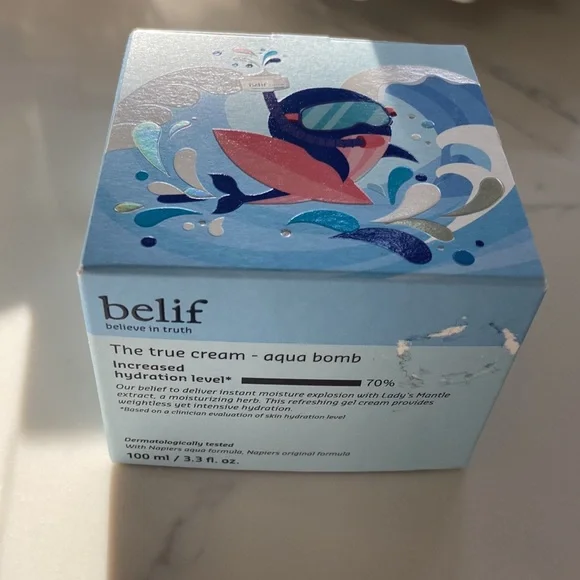 belif
believe in truth
The true cream - aqua bomb
Increased
hydration level* 70%
Our belief to deliver instant moisture explosion with Lady's Mantle
extract, a moisturizing herb. This refreshing gel cream provides
weightless yet intensive hydration.
*Based on a clinician evaluation of skin hydration level
Dermatologically tested
With Napiers aqua formula, Napiers original formula
100 ml / 3.3 fl. oz.